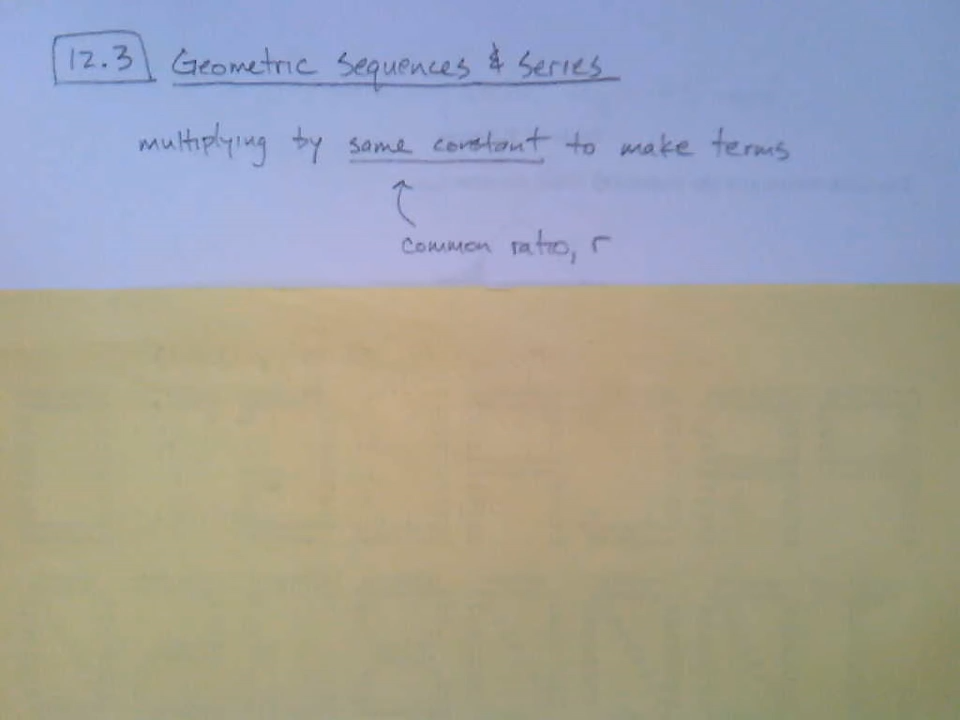 12.3 Geometric Sequences & Series
multiplying by same constant to make terms
common ratio, r